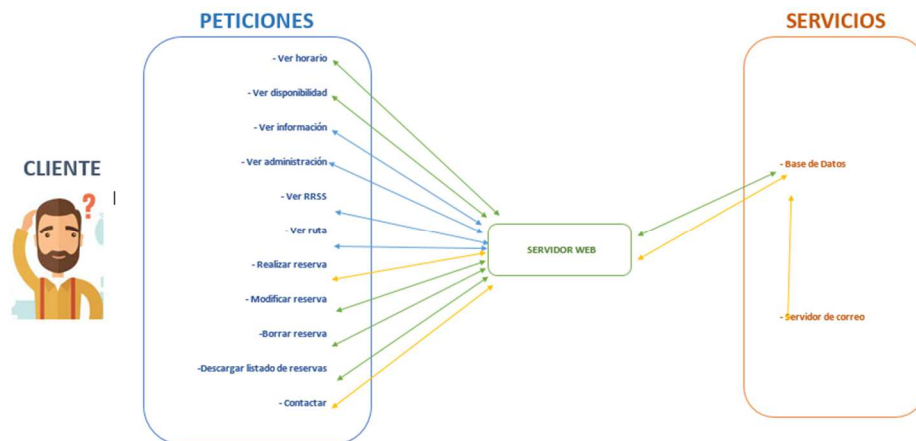 PETICIONES
SERVICIOS
- Ver horario
- Ver disponibilidad
- Ver información
- Ver administración
- Ver RRSS
- Ver ruta
- Realizar reserva
- Modificar reserva
-Borrar reserva
-Descargar listado de reservas
- Contactar
CLIENTE
?
SERVIDOR WEB
- Base de Datos
- Servidor de correo